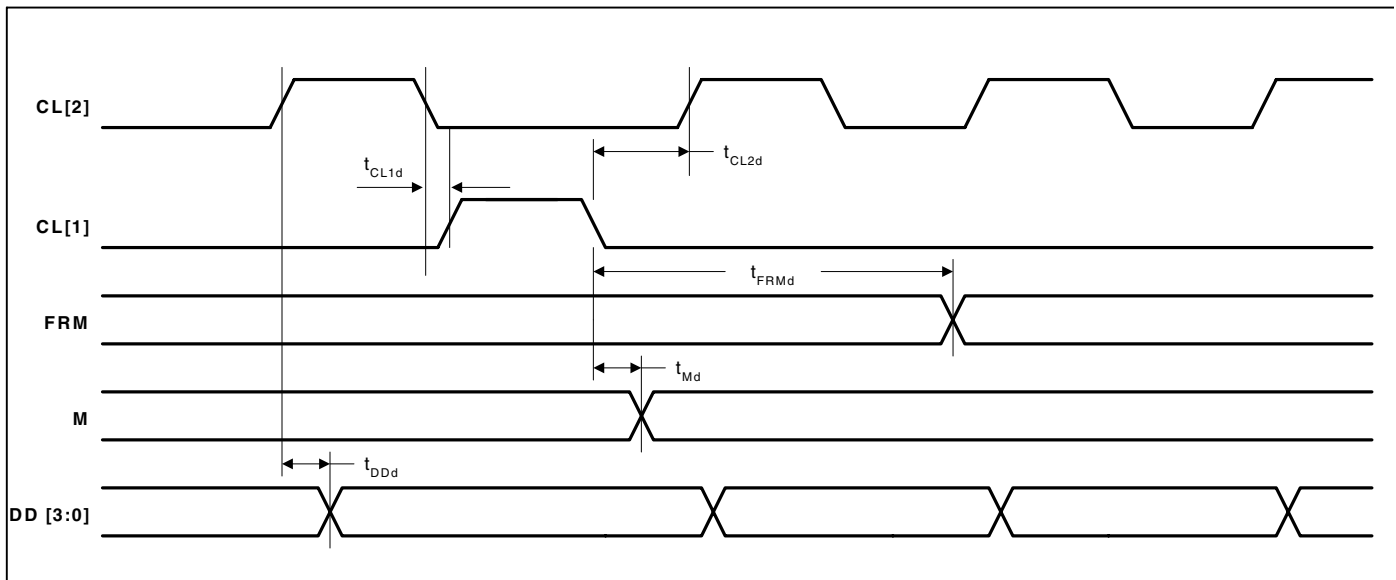 CL[2]
tCL2d
tCL1d
CL[1]
tFRMd
FRM
tMd
M
tDDd
DD [3:0]